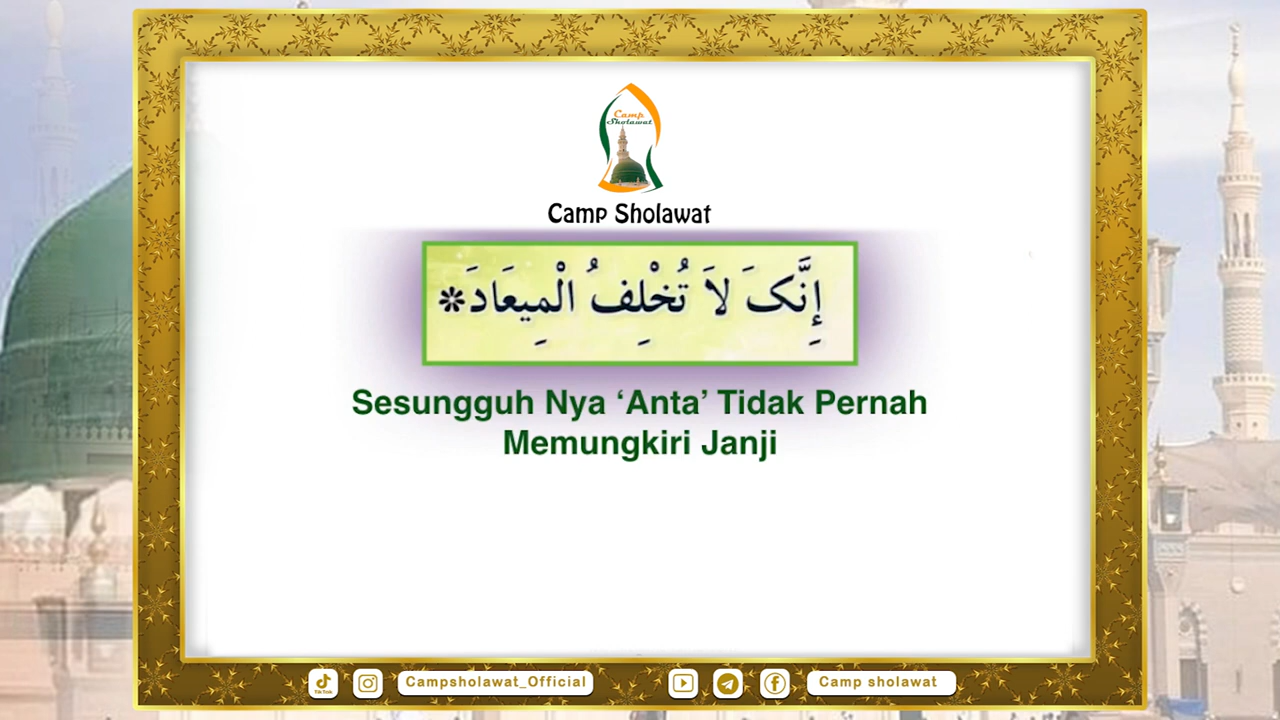 Camp
Sholawat
Camp Sholawat
إِنَّكَ لاَ تُخْلِفُ الْمِيعَادَ*
Sesungguh Nya ‘Anta’ Tidak Pernah
Memungkiri Janji
TikTok
Campsholawat_Official
Camp sholawat